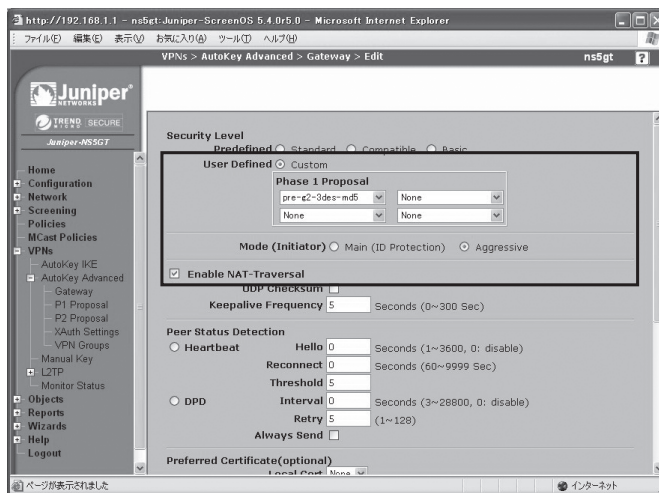 http://192.168.1.1 - ns5gt:Juniper-ScreenOS 5.4.0r5.0 - Microsoft Internet Explorer
ファイル(F) 編集(E) 表示(V) お気に入り(A) ツール(T) ヘルプ(H)
VPNs > AutoKey Advanced > Gateway > Edit ns5gt ?
Juniper®
NETWORKS
TREND MICRO SECURE
Juniper-NS5GT
Home
Configuration
Network
Screening
Policies
MCast Policies
VPNs
AutoKey IKE
AutoKey Advanced
Gateway
P1 Proposal
P2 Proposal
XAuth Settings
VPN Groups
Manual Key
L2TP
Monitor Status
Objects
Reports
Wizards
Help
Logout
Security Level
Predefined Standard Compatible Basic
User Defined Custom
Phase 1 Proposal
pre-g2-3des-md5 None
None None
Mode (Initiator) Main (ID Protection) Aggressive
Enable NAT-Traversal
UDP Checksum
Keepalive Frequency 5 Seconds (0~300 Sec)
Peer Status Detection
Heartbeat Hello 0 Seconds (1~3600, 0: disable)
Reconnect 0 Seconds (60~9999 Sec)
Threshold 5
DPD Interval 0 Seconds (3~28800, 0: disable)
Retry 5 (1~128)
Always Send
Preferred Certificate(optional)
Local Cert None
ページが表示されました インターネット